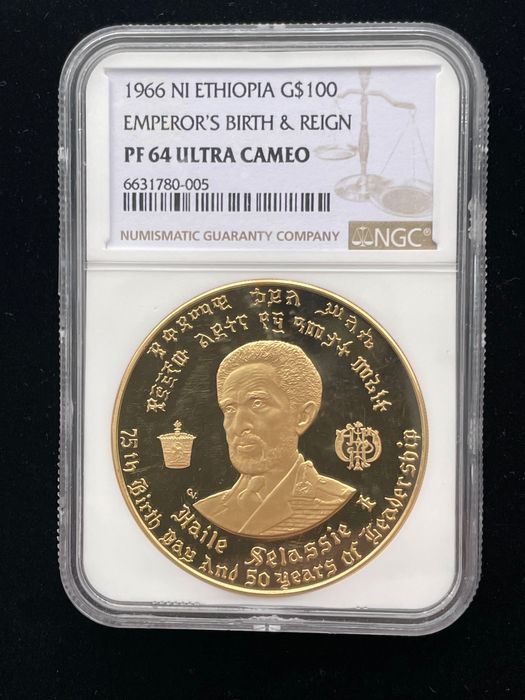 1966 NI ETHIOPIA G$100
EMPEROR'S BIRTH & REIGN
PF 64 ULTRA CAMEO
6631780-005
NUMISMATIC GUARANTY COMPANY NGC®
Haile Selassie
75th Birth Day And 50 years Of Leadership